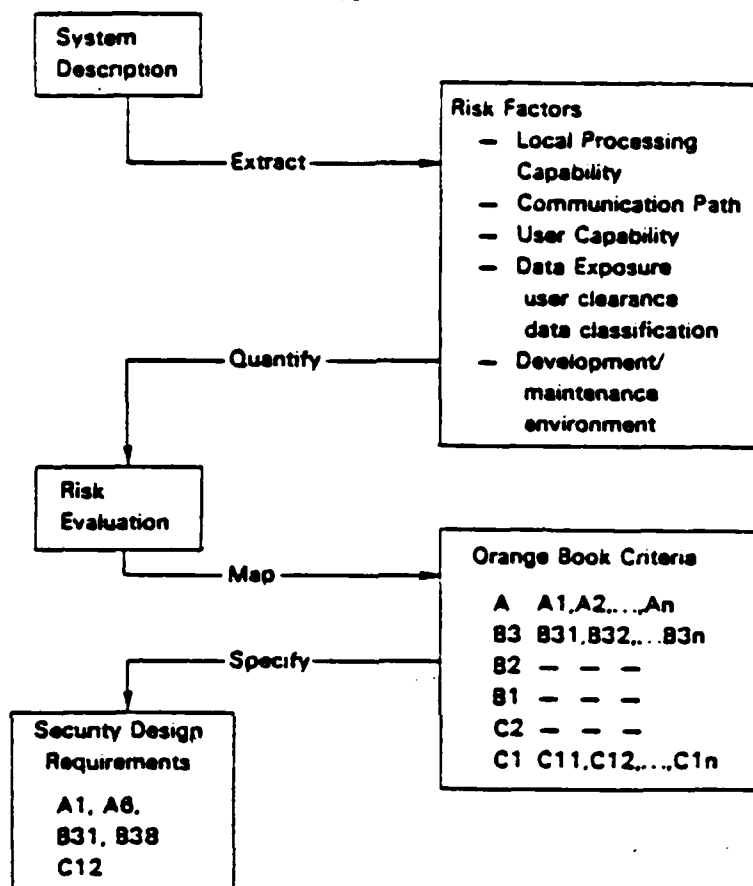 System
Description
Extract
Risk Factors
— Local Processing
Capability
— Communication Path
— User Capability
— Data Exposure
user clearance
data classification
— Development/
maintenance
environment
Quantify
Risk
Evaluation
Map
Orange Book Criteria
A A1,A2,...,An
B3 B31,B32,...B3n
B2 — — —
B1 — — —
C2 — — —
C1 C11,C12,...,C1n
Specify
Security Design
Requirements
A1, A6,
B31, B38
C12